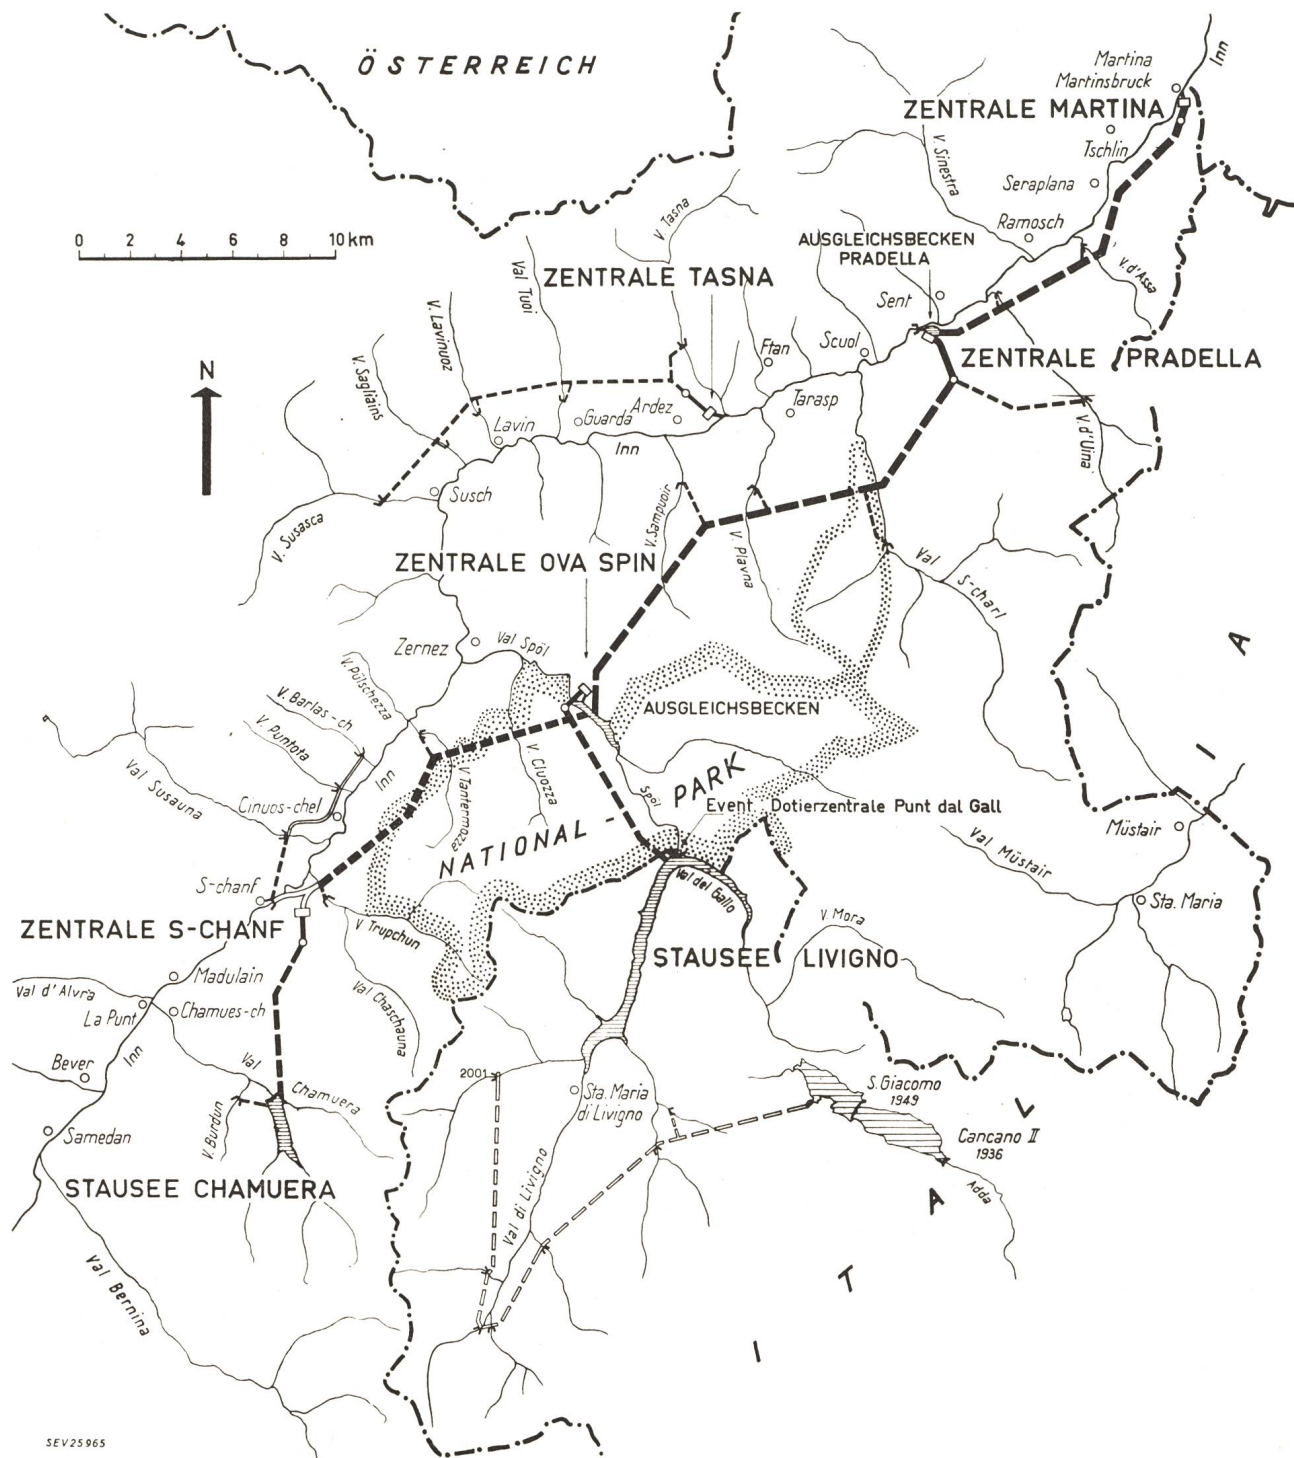 ÖSTERREICH
Inn
Martina
Martinsbruck
ZENTRALE MARTINA
Tschlin
V. Sinestra
Seraplana
Ramosch
V. Tasna
0 2 4 6 8 10 km
AUSGLEICHSBECKEN
PRADELLA
V. d'Assa
ZENTRALE TASNA
Val Tuoi
Sent
V. Lavinuoz
Ftan
Scuol
ZENTRALE PRADELLA
N
V. Sagliains
Ardez
Guarda
Tarasp
Lavin
Inn
V. d'Uina
Susch
V. Susasca
V. Sampuoir
V. Plavna
ZENTRALE OVA SPIN
Val
S-charl
Zernez
Val Spöl
V. Pülschezza
V. Barlas-ch
V. Puntota
AUSGLEICHSBECKEN
Val Susauna
Inn
V. Tantermozza
V. Cluozza
Spöl
PARK
Cinuos-chel
Event. Dotierzentrale Punt dal Gall
NATIONAL -
Müstair
Val Müstair
S-chanf
Val del Gallo
Sta. Maria
ZENTRALE S-CHANF
V. Trupchun
V. Mora
STAUSEE LIVIGNO
Madulain
Val d'Alvra
La Punt
Chamues-ch
Val Chaschauna
Inn
Bever
Val
Chamuera
2001
Sta. Maria
di Livigno
S. Giacomo
1949
V. Burdun
Samedan
Cancano II
1936
Adda
STAUSEE CHAMUERA
Val di Livigno
Val Bernina
I T A L I A
SEV25965